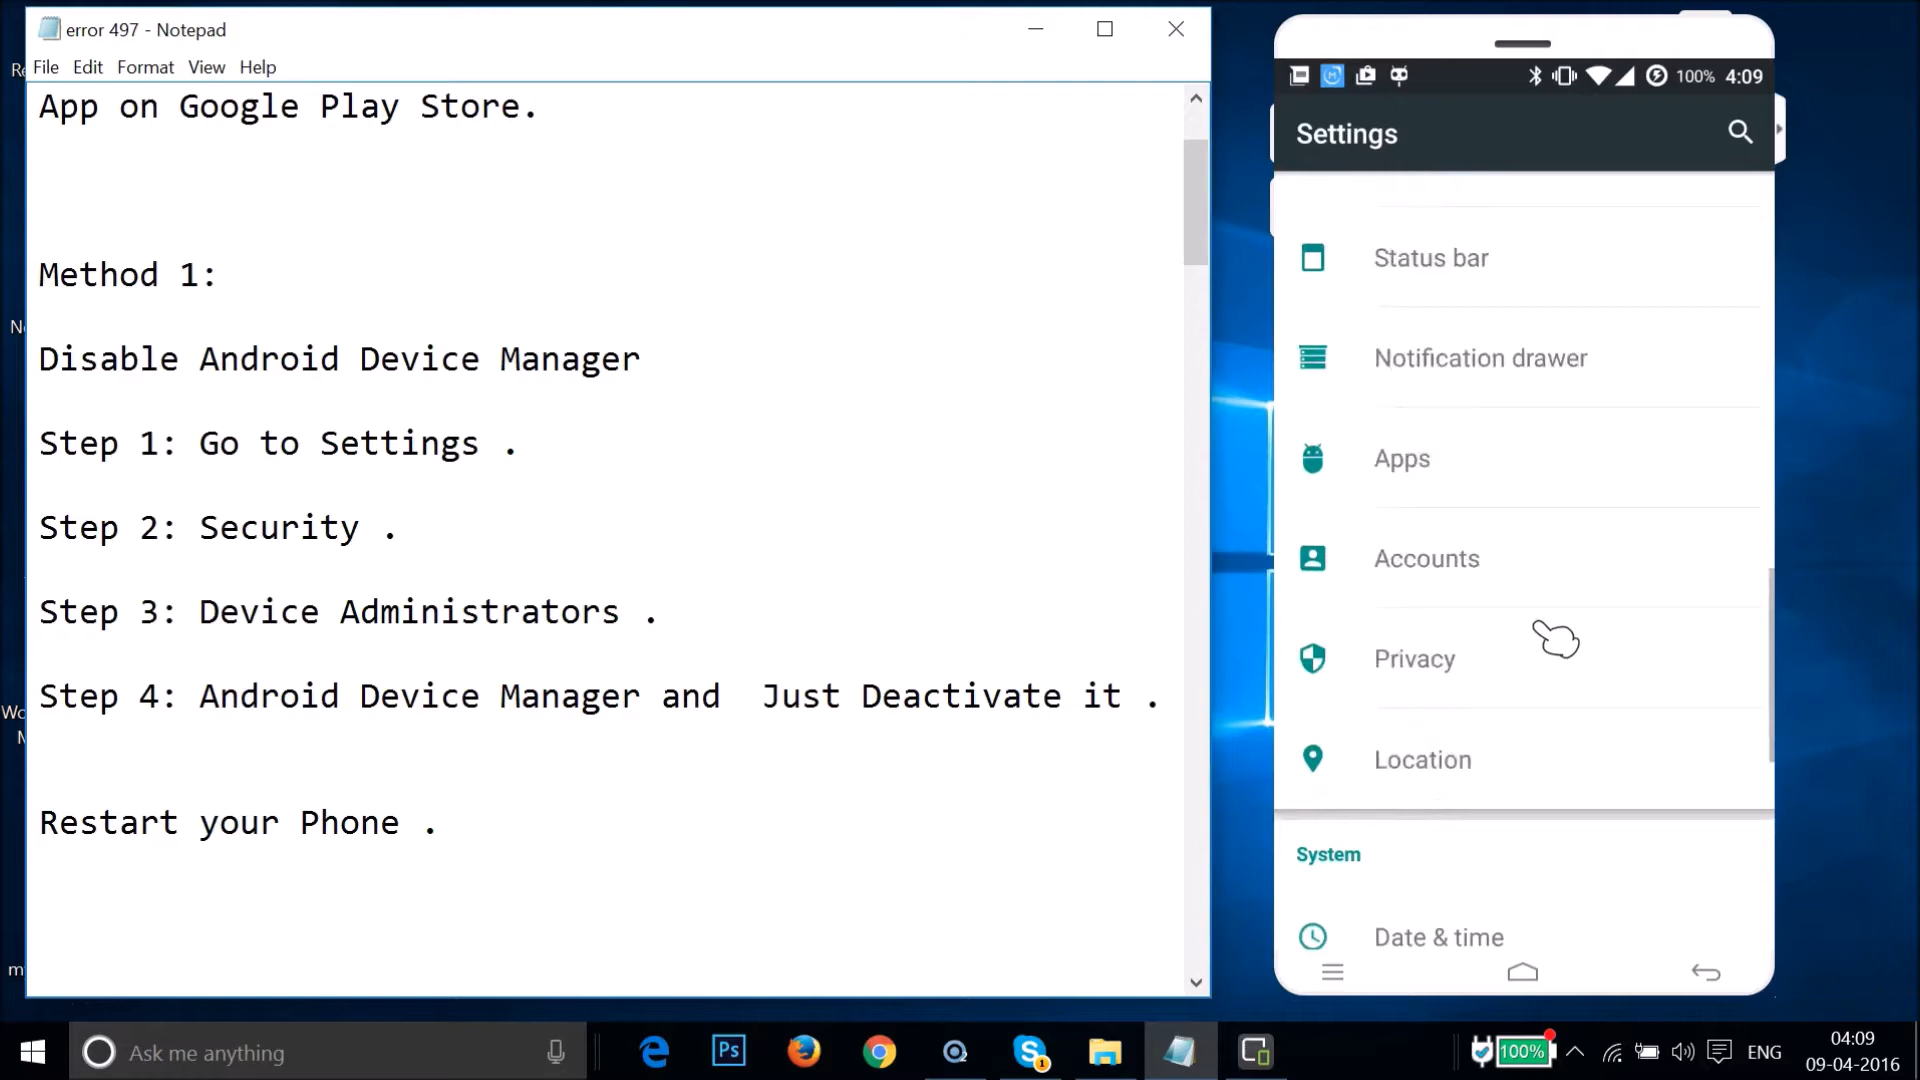 error 497 - Notepad
File Edit Format View Help
App on Google Play Store.
Method 1:
Disable Android Device Manager
Step 1: Go to Settings .
Step 2: Security .
Step 3: Device Administrators .
Step 4: Android Device Manager and  Just Deactivate it .
Restart your Phone .
100% 4:09
Settings
Status bar
Notification drawer
Apps
Accounts
Privacy
Location
System
Date & time
Ask me anything
Ps
1
100%
ENG
04:09
09-04-2016